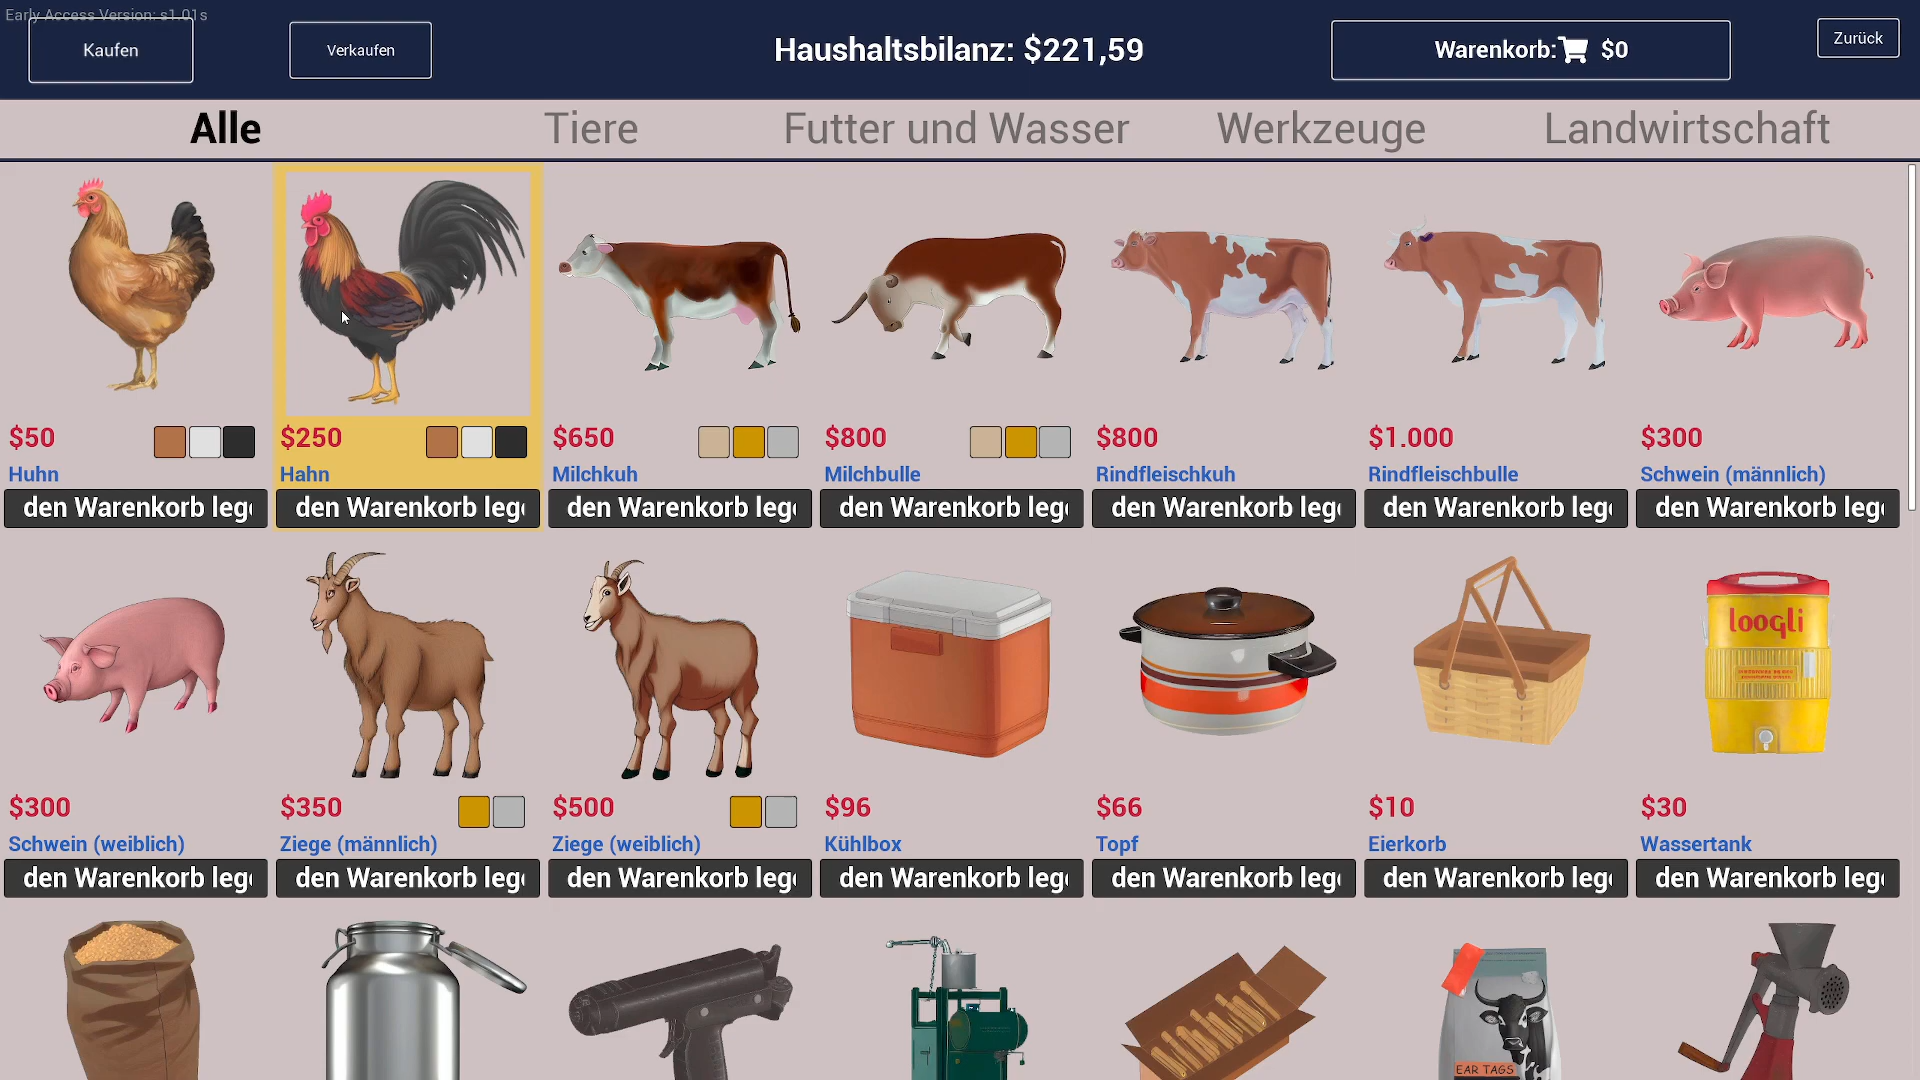 Early Access Version: s1.01s
Kaufen
Verkaufen
Haushaltsbilanz: $221,59
Warenkorb: $0
Zurück
Alle
Tiere
Futter und Wasser
Werkzeuge
Landwirtschaft
$50
Huhn
den Warenkorb leg
$250
Hahn
den Warenkorb leg
$650
Milchkuh
den Warenkorb leg
$800
Milchbulle
den Warenkorb leg
$800
Rindfleischkuh
den Warenkorb leg
$1.000
Rindfleischbulle
den Warenkorb leg
$300
Schwein (männlich)
den Warenkorb leg
$300
Schwein (weiblich)
den Warenkorb leg
$350
Ziege (männlich)
den Warenkorb leg
$500
Ziege (weiblich)
den Warenkorb leg
$96
Kühlbox
den Warenkorb leg
$66
Topf
den Warenkorb leg
$10
Eierkorb
den Warenkorb leg
looqli
$30
Wassertank
den Warenkorb leg
EAR TAGS